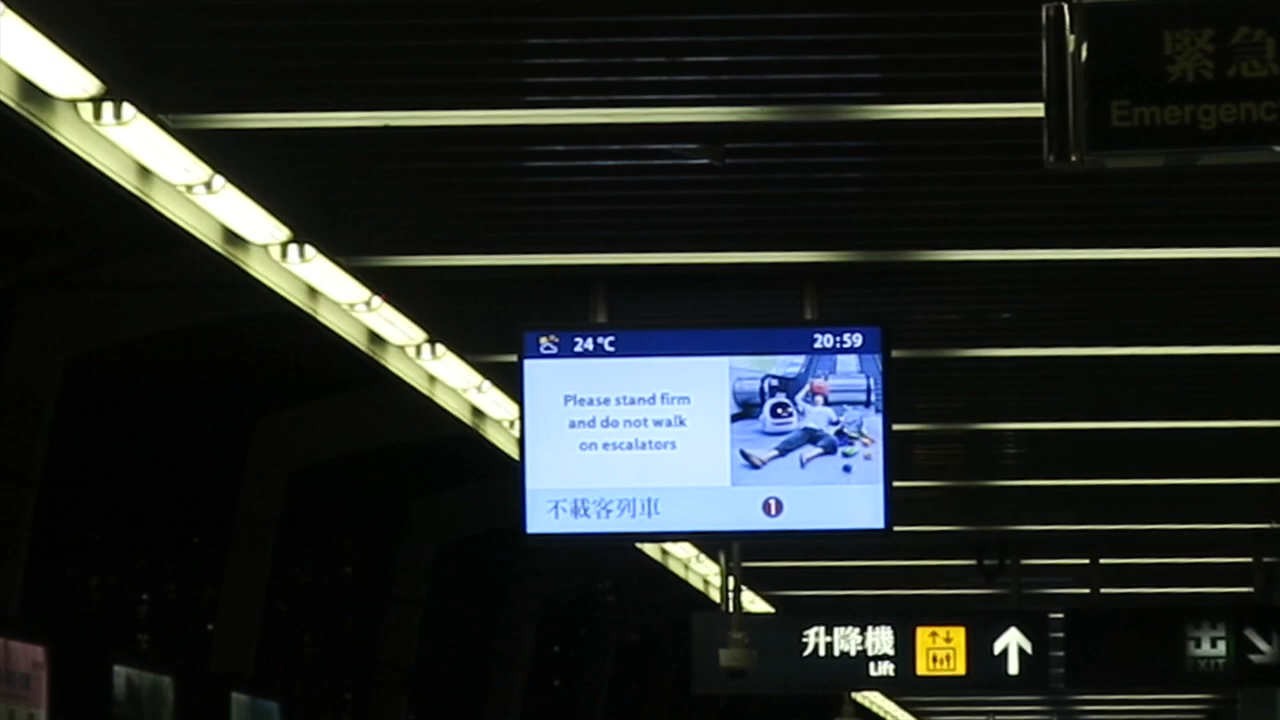 緊急
Emergenc
24°C
20:59
Please stand firm
and do not walk
on escalators
不載客列車
1
升降機
Lift
出
EXIT